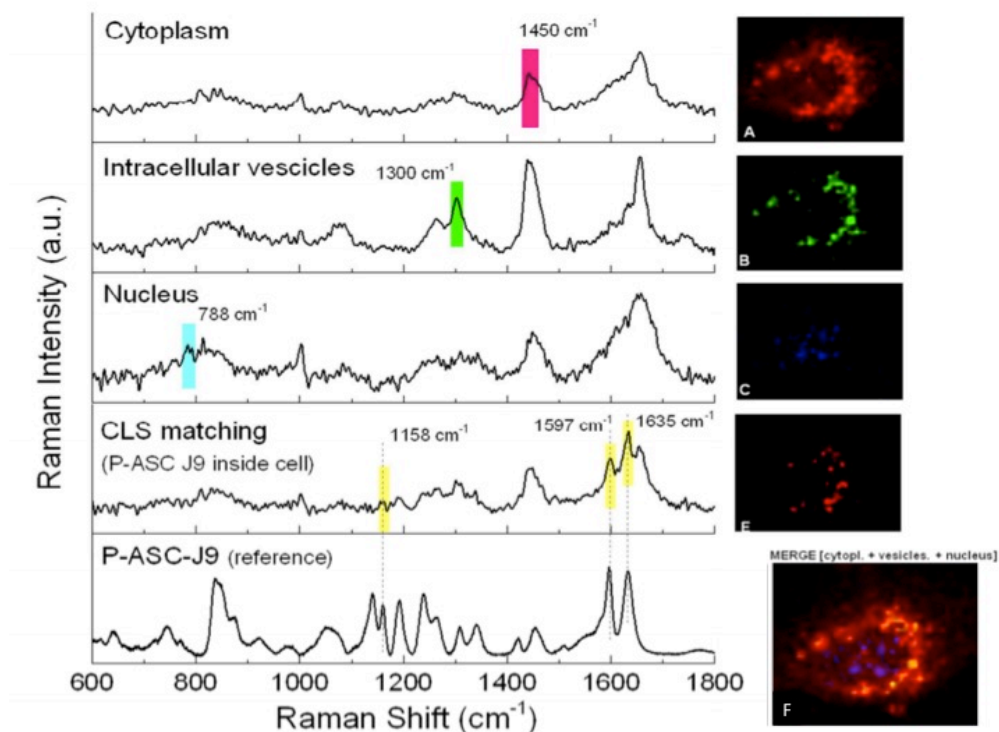 Cytoplasm
1450 cm-1
A
Intracellular vescicles
1300 cm-1
B
Nucleus
788 cm-1
C
CLS matching
(P-ASC J9 inside cell)
1158 cm-1
1597 cm-1
1635 cm-1
E
P-ASC-J9 (reference)
MERGE [cytopl. + vesicles. + nucleus]
F
Raman Intensity (a.u.)
600 800 1000 1200 1400 1600 1800
Raman Shift (cm-1)